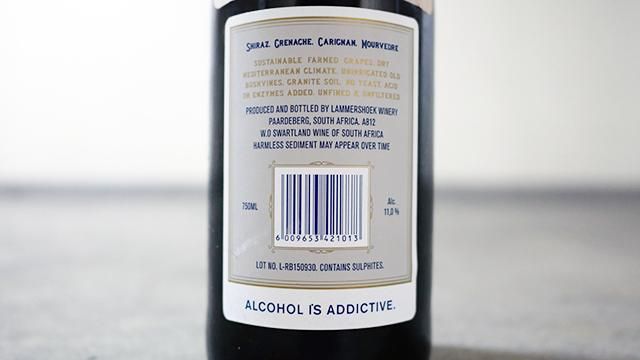 Shiraz. Grenache. Carignan. Mourvedre
SUSTAINABLE FARMED GRAPES. DRY
MEDITERRANEAN CLIMATE. UNIRRIGATED OLD
BUSHVINES. GRANITE SOIL. NO YEAST, ACID
OR ENZYMES ADDED. UNFINED & UNFILTERED
PRODUCED AND BOTTLED BY LAMMERSHOEK WINERY
PAARDEBERG, SOUTH AFRICA. A812
W.O SWARTLAND WINE OF SOUTH AFRICA
HARMLESS SEDIMENT MAY APPEAR OVER TIME
750ML
Alc.
11,0 %
6 009653 421013
LOT NO. L-RB150930. CONTAINS SULPHITES.
ALCOHOL IS ADDICTIVE.